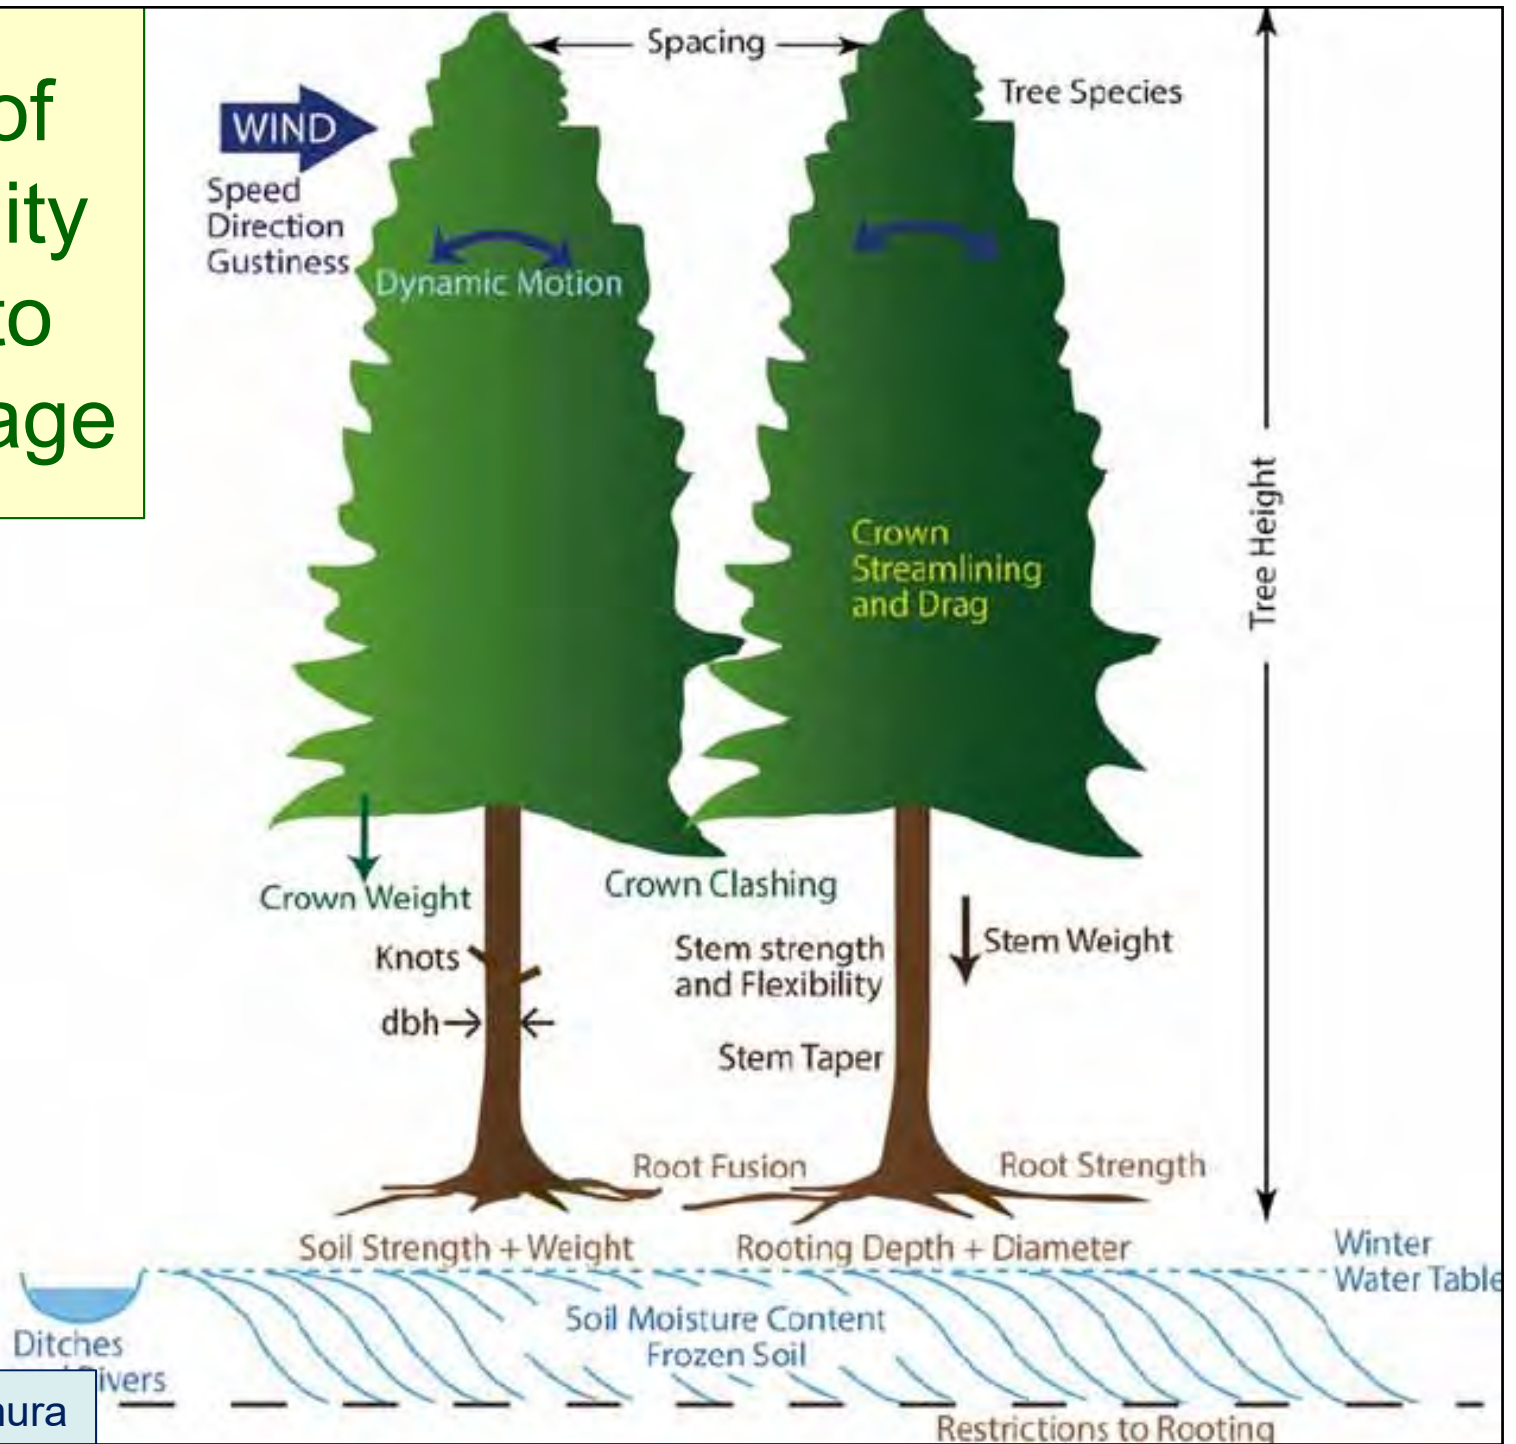 of
ity
to
age
Spacing
Tree Species
WIND
Speed
Direction
Gustiness
Dynamic Motion
Crown
Streamlining
and Drag
Tree Height
Crown Weight
Crown Clashing
Knots
Stem strength
and Flexibility
Stem Weight
dbh
Stem Taper
Root Fusion
Root Strength
Soil Strength + Weight
Rooting Depth + Diameter
Winter
Water Table
Soil Moisture Content
Frozen Soil
Ditches
ivers
ura
Restrictions to Rooting